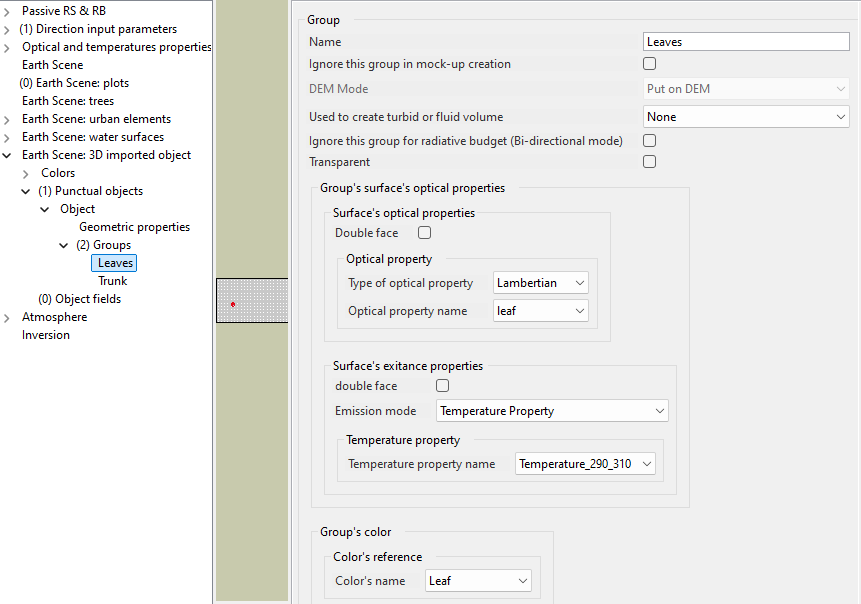 Passive RS & RB
(1) Direction input parameters
Optical and temperatures properties
Earth Scene
(0) Earth Scene: plots
Earth Scene: trees
Earth Scene: urban elements
Earth Scene: water surfaces
Earth Scene: 3D imported object
Colors
(1) Punctual objects
Object
Geometric properties
(2) Groups
Leaves
Trunk
(0) Object fields
Atmosphere
Inversion
Group
Name Leaves
Ignore this group in mock-up creation
DEM Mode Put on DEM
Used to create turbid or fluid volume None
Ignore this group for radiative budget (Bi-directional mode)
Transparent
Group's surface's optical properties
Surface's optical properties
Double face
Optical property
Type of optical property Lambertian
Optical property name leaf
Surface's exitance properties
double face
Emission mode Temperature Property
Temperature property
Temperature property name Temperature_290_310
Group's color
Color's reference
Color's name Leaf